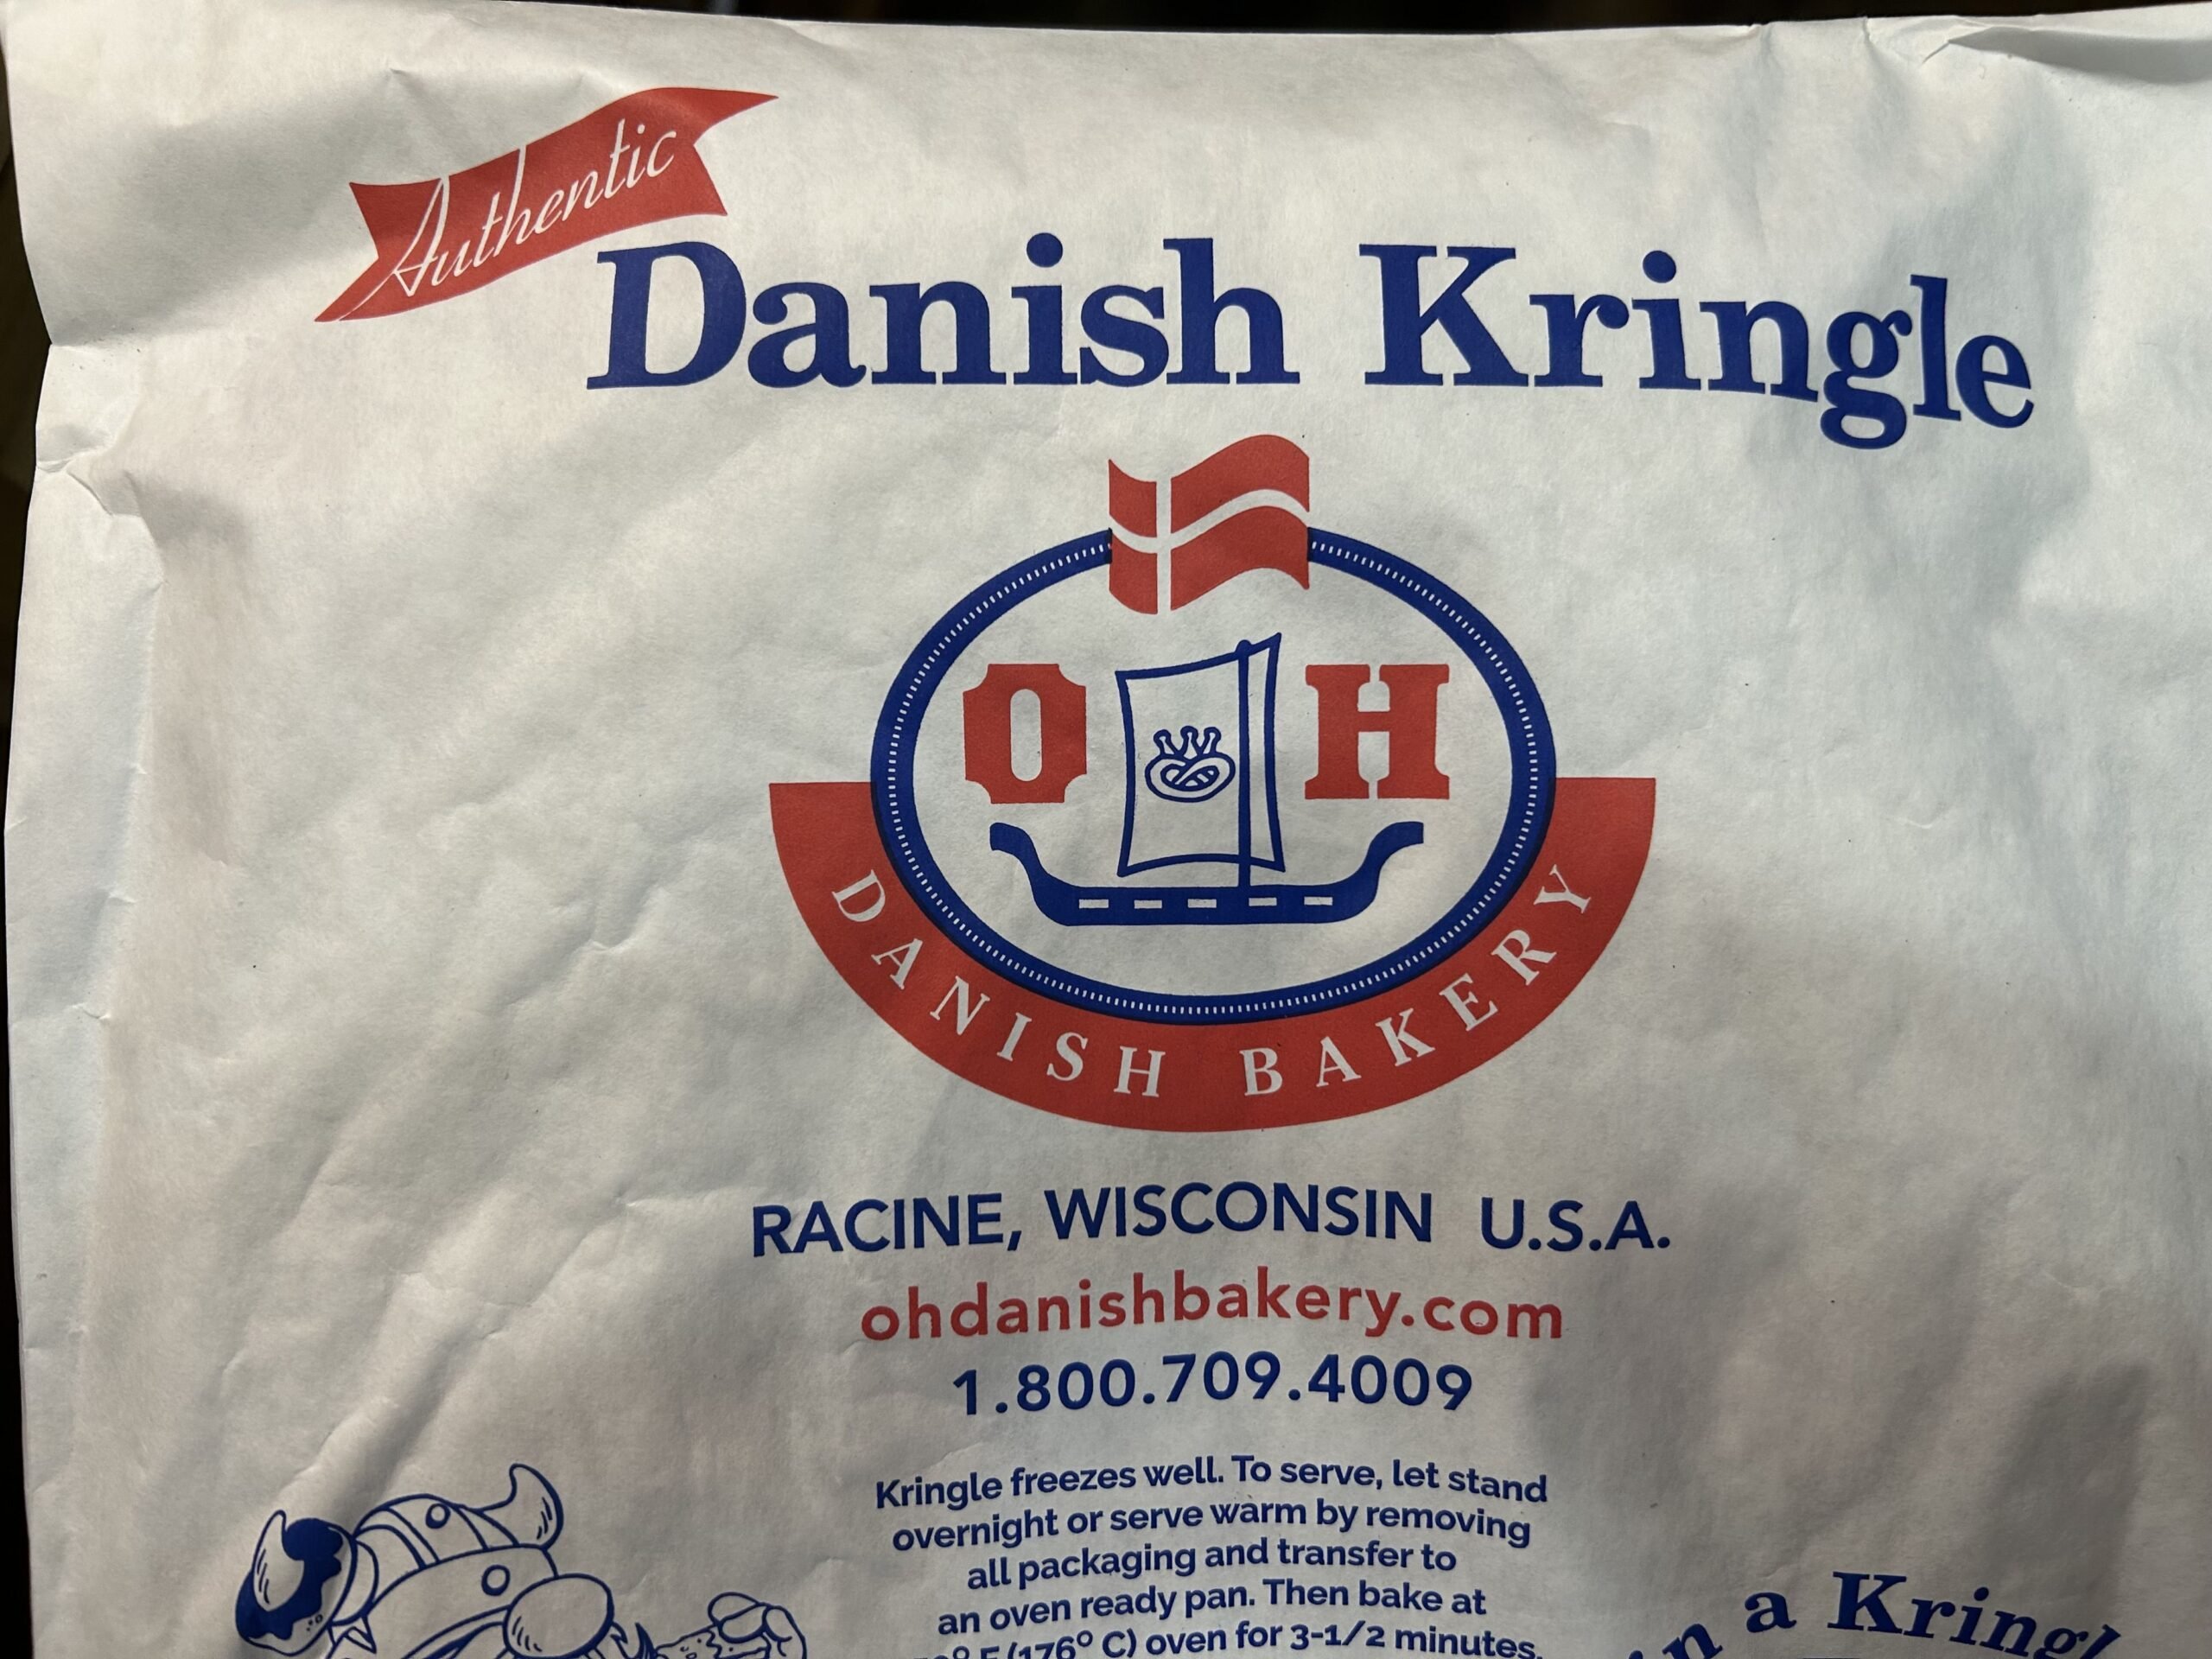 Authentic
Danish Kringle
O H
DANISH BAKERY
RACINE, WISCONSIN U.S.A.
ohdanishbakery.com
1.800.709.4009
Kringle freezes well. To serve, let stand
overnight or serve warm by removing
all packaging and transfer to
an oven ready pan. Then bake at
F (176° C) oven for 3-1/2 minutes.
in a